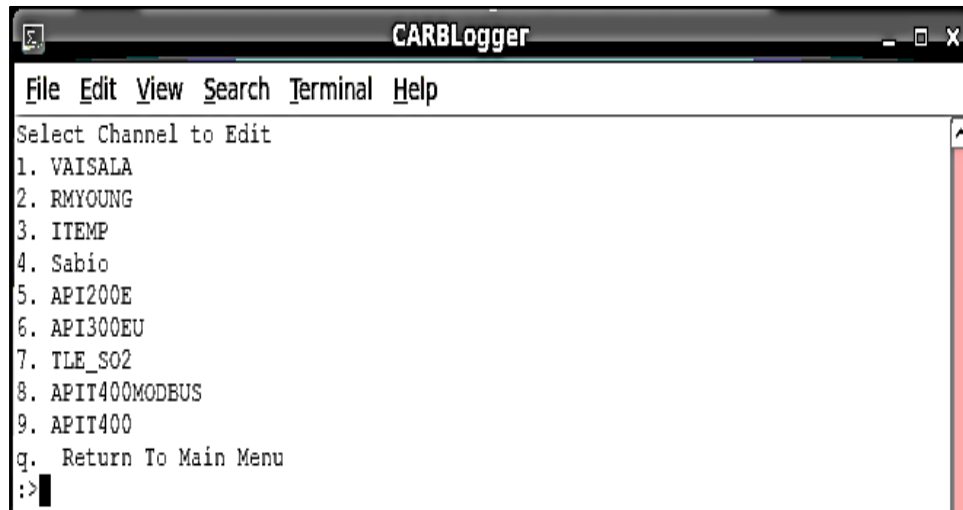 CARBLogger
File Edit View Search Terminal Help
Select Channel to Edit
1. VAISALA
2. RMYOUNG
3. ITEMP
4. Sabio
5. API200E
6. API300EU
7. TLE_SO2
8. APIT400MODBUS
9. APIT400
q.  Return To Main Menu
:>